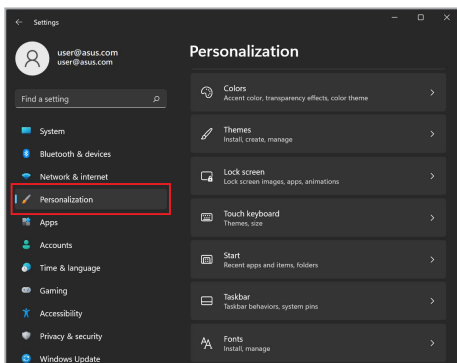 Settings
user@asus.com
user@asus.com
Find a setting
System
Bluetooth & devices
Network & internet
Personalization
Apps
Accounts
Time & language
Gaming
Accessibility
Privacy & security
Windows Update
Personalization
Colors
Accent color, transparency effects, color theme
Themes
Install, create, manage
Lock screen
Lock screen images, apps, animations
Touch keyboard
Themes, size
Start
Recent apps and items, folders
Taskbar
Taskbar behaviors, system pins
Fonts
Install, manage